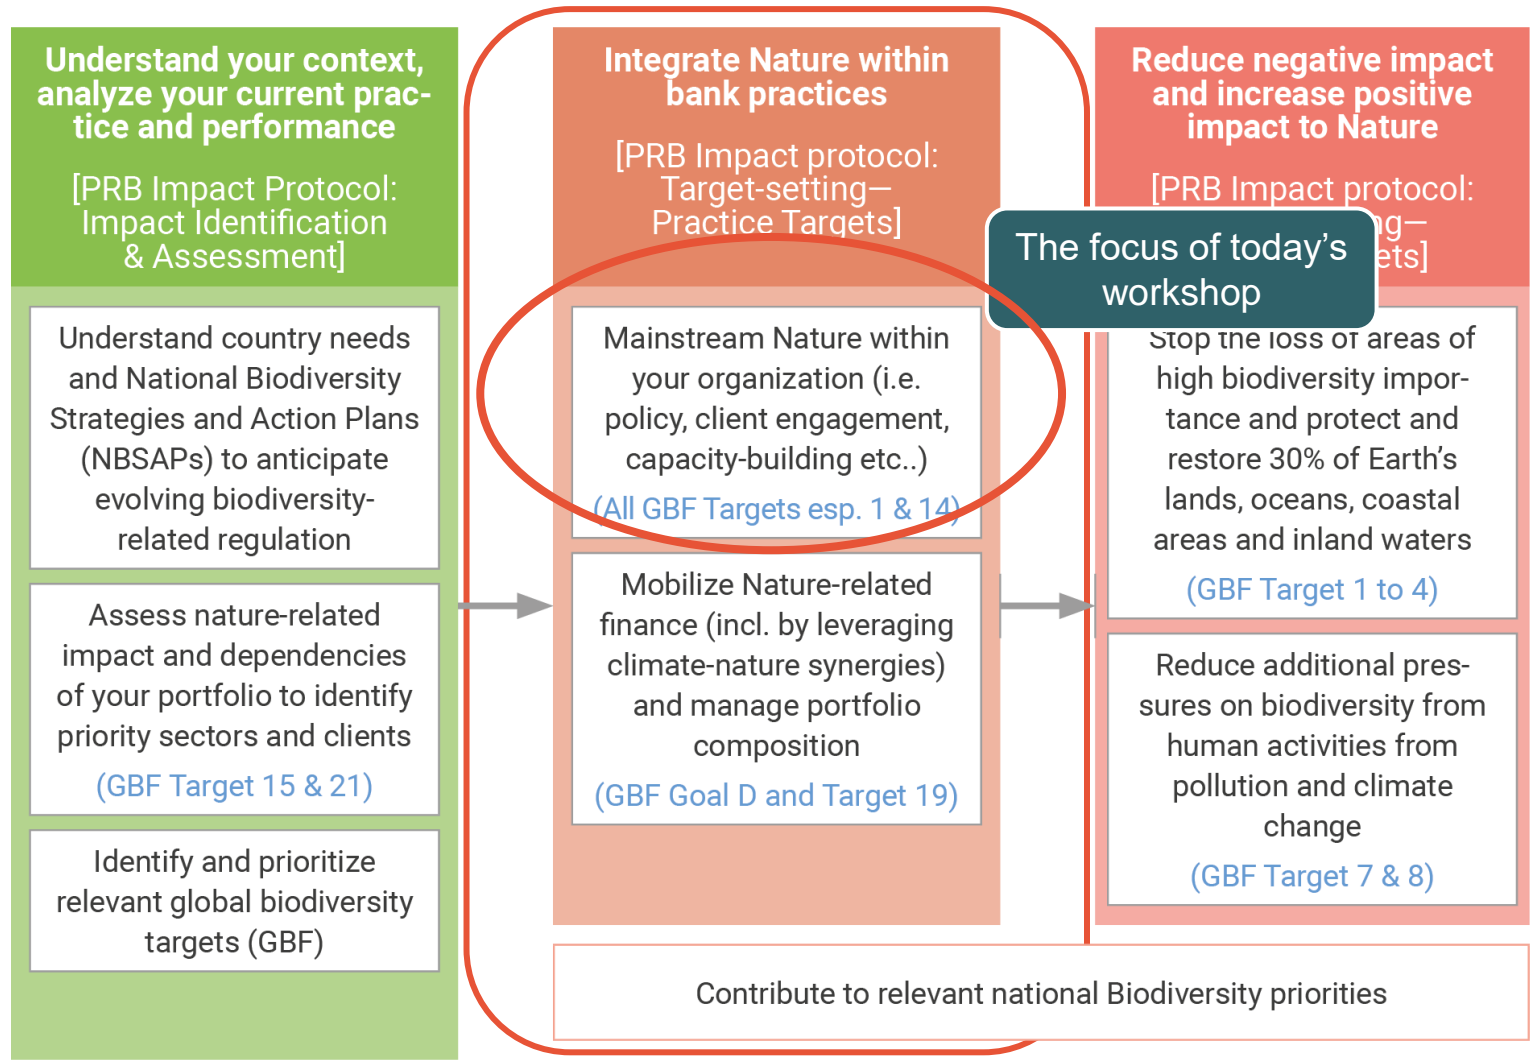 Understand your context,
analyze your current prac-
tice and performance
[PRB Impact Protocol:
Impact Identification
& Assessment]
Understand country needs
and National Biodiversity
Strategies and Action Plans
(NBSAPs) to anticipate
evolving biodiversity-
related regulation
Assess nature-related
impact and dependencies
of your portfolio to identify
priority sectors and clients
(GBF Target 15 & 21)
Identify and prioritize
relevant global biodiversity
targets (GBF)
Integrate Nature within
bank practices
[PRB Impact protocol:
Target-setting—
Practice Targets]
Mainstream Nature within
your organization (i.e.
policy, client engagement,
capacity-building etc..)
(All GBF Targets esp. 1 & 14)
Mobilize Nature-related
finance (incl. by leveraging
climate-nature synergies)
and manage portfolio
composition
(GBF Goal D and Target 19)
The focus of today's
workshop
Reduce negative impact
and increase positive
impact to Nature
[PRB Impact protocol:
Stop the loss of areas of
high biodiversity impor-
tance and protect and
restore 30% of Earth's
lands, oceans, coastal
areas and inland waters
(GBF Target 1 to 4)
Reduce additional pres-
sures on biodiversity from
human activities from
pollution and climate
change
(GBF Target 7 & 8)
Contribute to relevant national Biodiversity priorities